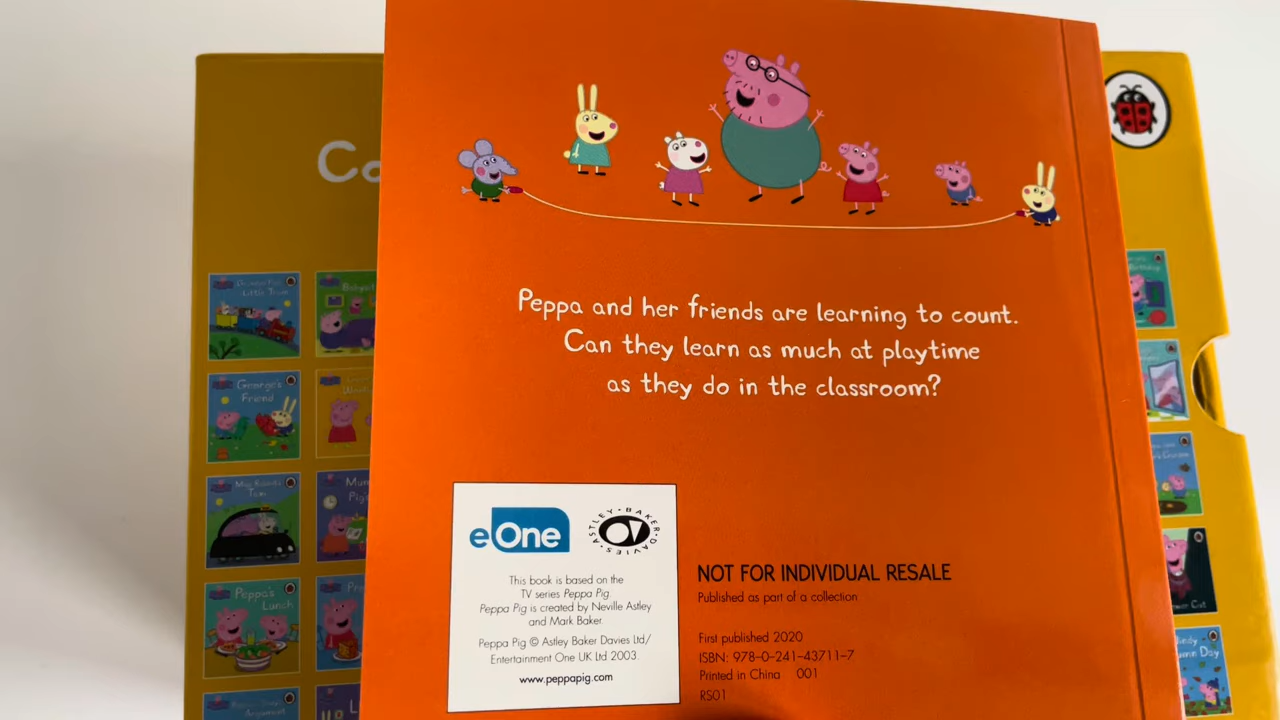 Peppa and her friends are learning to count.
Can they learn as much at playtime
as they do in the classroom?
eOne
ASTLEY · BAKER · DAVIES
This book is based on the
TV series Peppa Pig.
Peppa Pig is created by Neville Astley
and Mark Baker.
Peppa Pig © Astley Baker Davies Ltd/
Entertainment One UK Ltd 2003.
www.peppapig.com
NOT FOR INDIVIDUAL RESALE
Published as part of a collection
First published 2020
ISBN: 978-0-241-43711-7
Printed in China 001
RS01
Little Train
George's
Friend
Peppa's
Lunch
Birthday